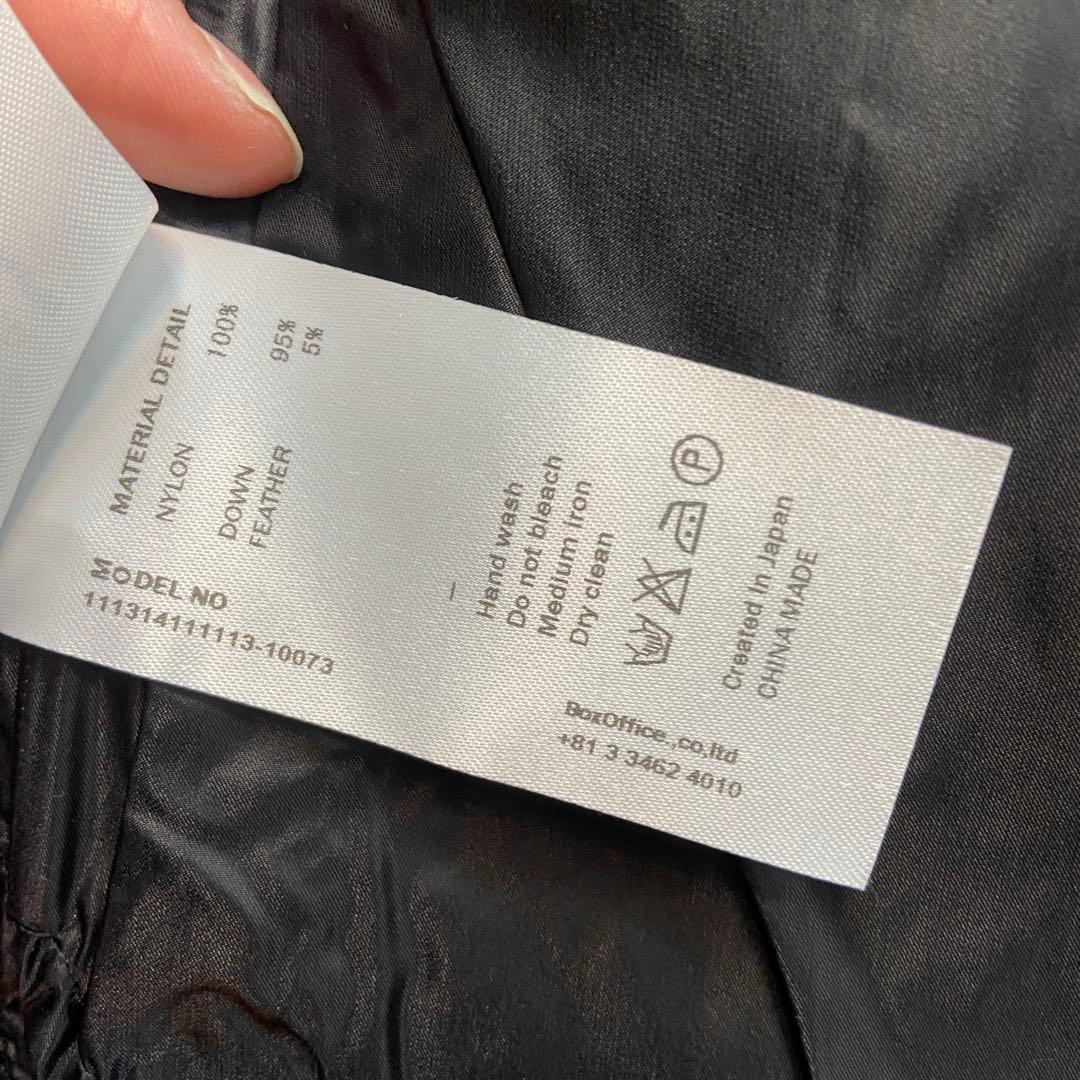 MATERIAL DETAIL
NYLON 100%
DOWN 95%
FEATHER 5%
MODEL NO
111314111113-10073
Hand wash
Do not bleach
Medium iron
Dry clean
P
Created In Japan
CHINA MADE
BoxOffice.,co,ltd
+81 3 3462 4010